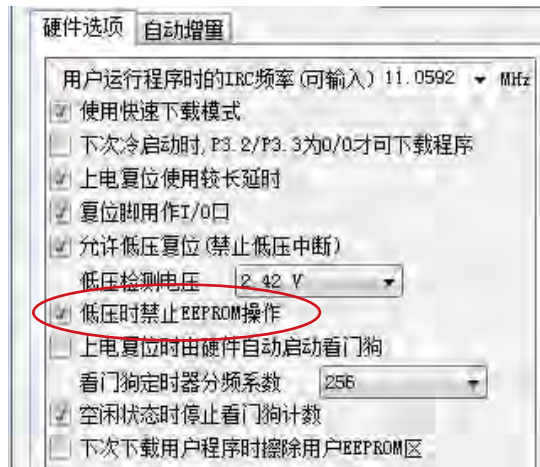 硬件选项 自动增量
用户运行程序时的IRC频率(可输入) 11.0592 MHz
使用快速下载模式
下次冷启动时, P3.2/P3.3为0/0才可下载程序
上电复位使用较长延时
复位脚用作I/O口
允许低压复位(禁止低压中断)
低压检测电压 2.42 V
低压时禁止EEPROM操作
上电复位时由硬件自动启动看门狗
看门狗定时器分频系数 256
空闲状态时停止看门狗计数
下次下载用户程序时擦除用户EEPROM区